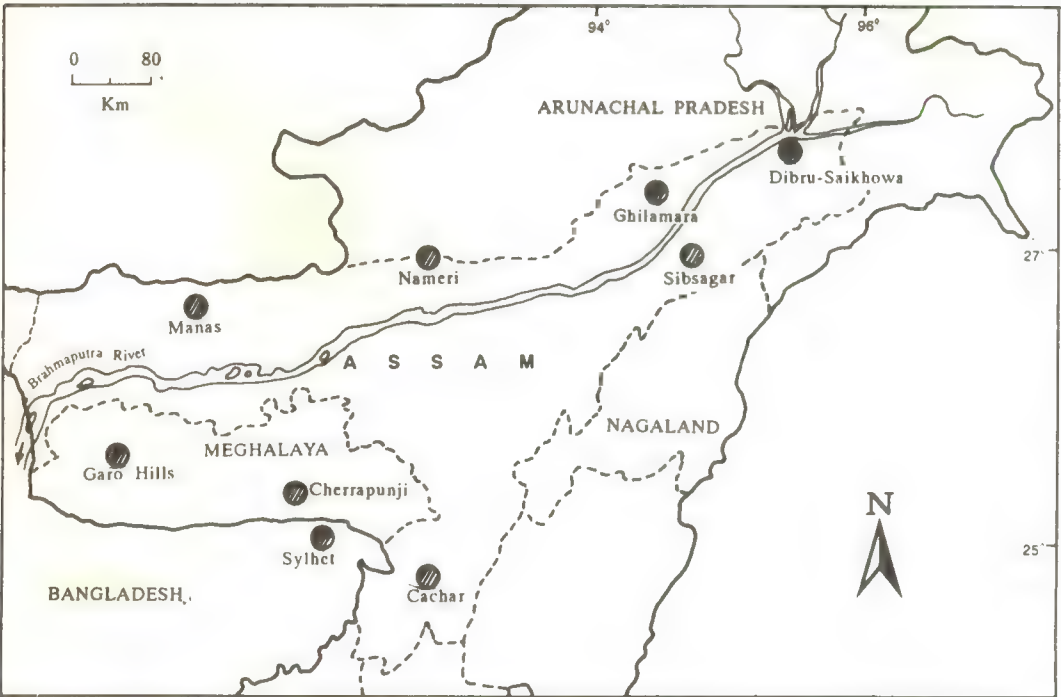 94°
96°
0 80
Km
ARUNACHAL PRADESH
Dibru-Saikhowa
Ghilamara
Nameri
Sibsagar
27°
Manas
Brahmaputra River
ASSAM
NAGALAND
MEGHALAYA
Garo Hills
Cherrapunji
N
Sylhet
25°
BANGLADESH
Cachar